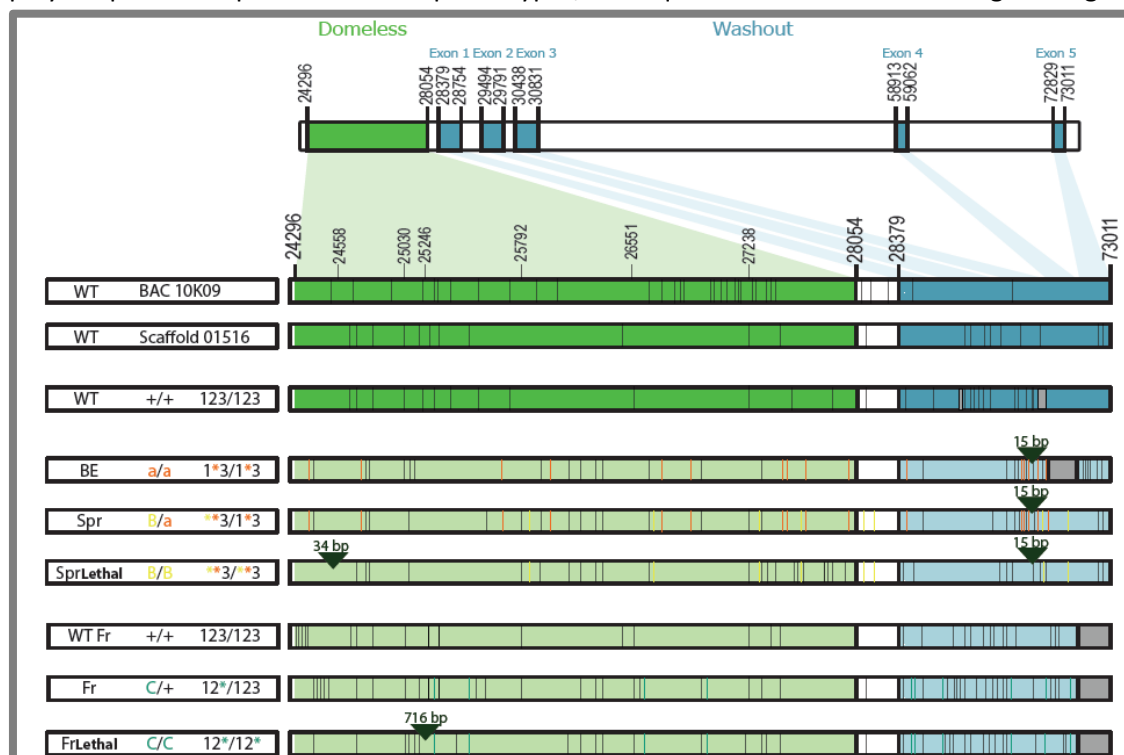 Domeless Washout
Exon 1 Exon 2 Exon 3 Exon 4 Exon 5
24296 28054 28379 28754 29494 29791 30438 30831 58913 59062 72829 73011
24296 24558 25030 25246 25792 26551 27238 28054 28379 73011
WT BAC 10K09
WT Scaffold 01516
WT +/+ 123/123
15 bp
BE a/a 1*3/1*3
15 bp
Spr B/a **3/1*3
34 bp 15 bp
SprLethal B/B **3/**3
WT Fr +/+ 123/123
Fr C/+ 12*/123
716 bp
FrLethal C/C 12*/12*